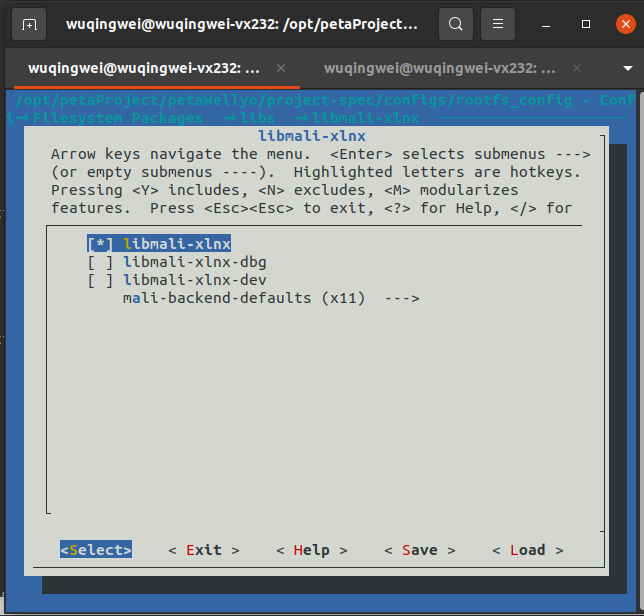 wuqingwei@wuqingwei-vx232: /opt/petaProject...
wuqingwei@wuqingwei-vx232: ... × wuqingwei@wuqingwei-vx232: ... ×
/opt/petaProject/petaWellyo/project-spec/configs/rootfs_config - Conf
i→Filesystem Packages →libs →libmali-xlnx
libmali-xlnx
Arrow keys navigate the menu. <Enter> selects submenus --->
(or empty submenus ----). Highlighted letters are hotkeys.
Pressing <Y> includes, <N> excludes, <M> modularizes
features. Press <Esc><Esc> to exit, <?> for Help, </> for
[*] libmali-xlnx
[ ] libmali-xlnx-dbg
[ ] libmali-xlnx-dev
mali-backend-defaults (x11) --->
<Select> < Exit > < Help > < Save > < Load >